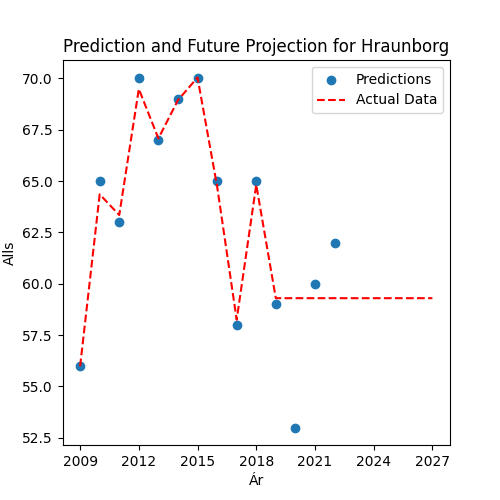 Prediction and Future Projection for Hraunborg
Predictions
Actual Data
70.0
67.5
65.0
62.5
60.0
57.5
55.0
52.5
Alls
2009 2012 2015 2018 2021 2024 2027
Ár